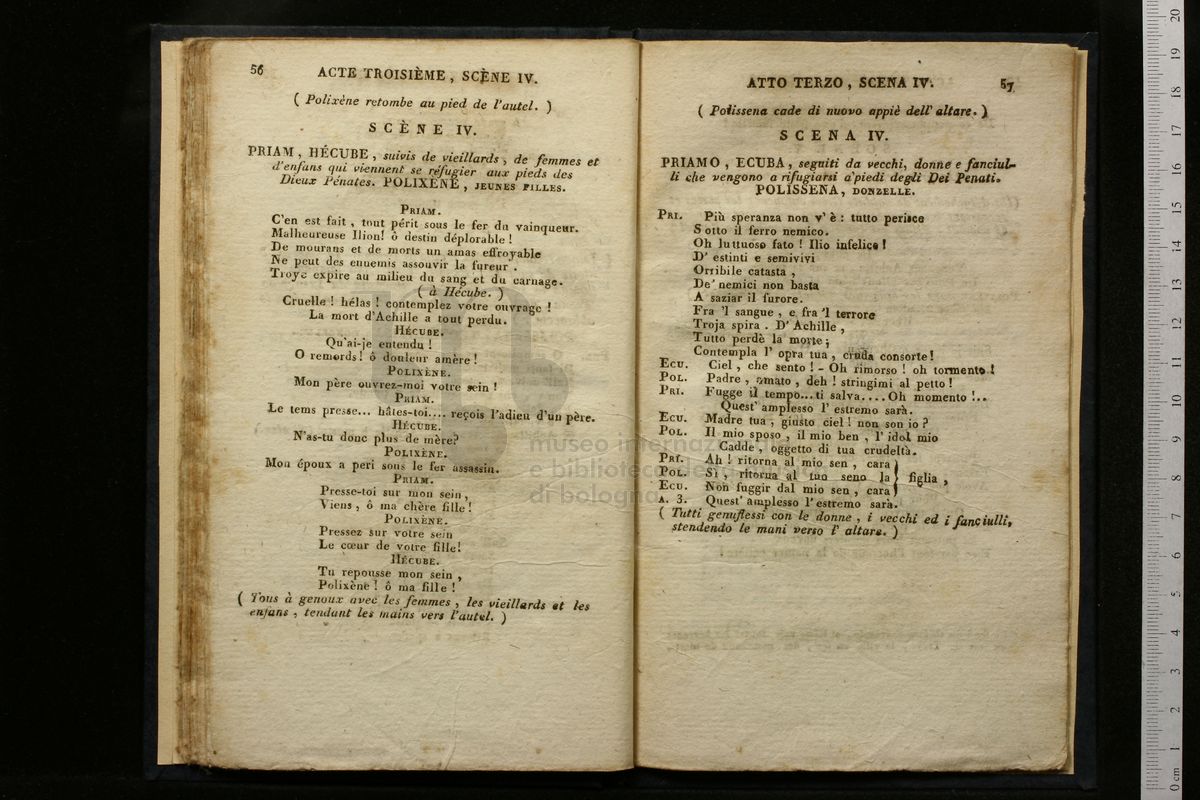 56
ACTE TROISIÈME, SCÈNE IV.
( Polixène retombe au pied de l'autel. )
SCÈNE IV.
PRIAM, HÉCUBE, suivis de vieillards, de femmes et
d'enfans qui viennent se réfugier aux pieds des
Dieux Pénates. POLIXÈNE, JEUNES FILLES.
PRIAM.
C'en est fait, tout périt sous le fer du vainqueur.
Malheureuse Ilion! ô destin déplorable !
De mourans et de morts un amas effroyable
Ne peut des ennemis assouvir la fureur .
Troye expire au milieu du sang et du carnage.
( à Hécube. )
Cruelle ! hélas ! contemplez votre ouvrage !
La mort d'Achille a tout perdu.
HÉCUBE.
Qu'ai-je entendu !
O remords! ô douleur amère !
POLIXÈNE.
Mon père ouvrez-moi votre sein !
PRIAM.
Le tems presse... hâtes-toi.... reçois l'adieu d'un père.
HÉCUBE.
N'as-tu donc plus de mère?
POLIXÈNE.
Mon époux a peri sous le fer assassin.
PRIAM.
Presse-toi sur mon sein,
Viens, ô ma chère fille !
POLIXÈNE.
Pressez sur votre sein
Le cœur de votre fille!
HÉCUBE.
Tu repousse mon sein ,
Polixène ! ô ma fille !
( Tous à genoux avec les femmes , les vieillards et les
enfans , tendant les mains vers l'autel. )
ATTO TERZO, SCENA IV.
57
( Polissena cade di nuovo appiè dell' altare. )
SCENA IV.
PRIAMO, ECUBA, seguiti da vecchi, donne e fanciul-
li che vengono a rifugiarsi a'piedi degli Dei Penati.
POLISSENA, DONZELLE.
PRI. Più speranza non v' è : tutto perisce
Sotto il ferro nemico.
Oh luttuoso fato ! Ilio infelice !
D' estinti e semivivi
Orribile catasta ,
De' nemici non basta
A saziar il furore.
Fra 'l sangue , e fra 'l terrore
Troja spira . D' Achille ,
Tutto perdè la morte ;
Contempla l' opra tua , cruda consorte !
ECU. Ciel , che sento ! - Oh rimorso ! oh tormento !
POL. Padre , amato , deh ! stringimi al petto !
PRI. Fugge il tempo...ti salva.... Oh momento !..
Quest' amplesso l' estremo sarà.
ECU. Madre tua , giusto ciel ! non son io ?
POL. Il mio sposo , il mio ben , l' idol mio
Cadde , oggetto di tua crudeltà.
PRI. Ah ! ritorna al mio sen , cara
POL. Sì , ritorna al tuo seno la } figlia ,
ECU. Non fuggir dal mio sen , cara
A. 3. Quest' amplesso l' estremo sarà.
( Tutti genuflessi con le donne , i vecchi ed i fanciulli,
stendendo le mani verso l' altare. )
museo internaz
e biblioteca de
di bologna